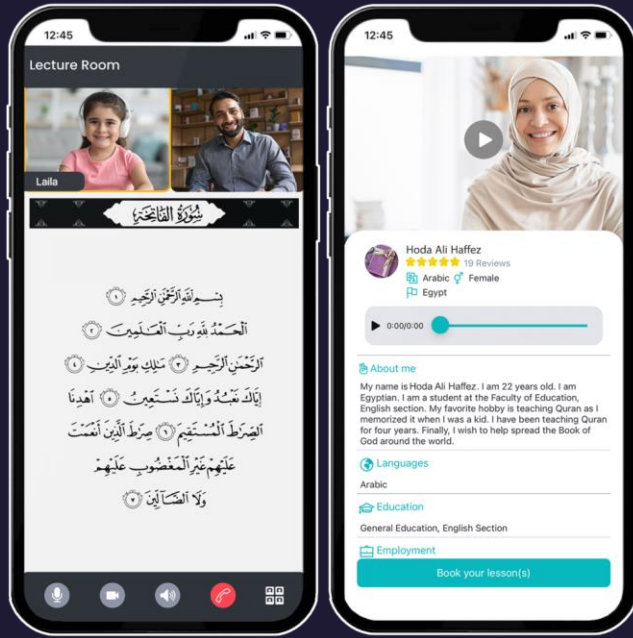 12:45
Lecture Room
Laila
سُورَةُ الفَاتِحَةِ
بِسْمِ ٱللَّهِ ٱلرَّحْمَٰنِ ٱلرَّحِيمِ ١
ٱلْحَمْدُ لِلَّهِ رَبِّ ٱلْعَٰلَمِينَ ٢
ٱلرَّحْمَٰنِ ٱلرَّحِيمِ ٣ مَٰلِكِ يَوْمِ ٱلدِّينِ ٤
إِيَّاكَ نَعْبُدُ وَإِيَّاكَ نَسْتَعِينُ ٥ ٱهْدِنَا
ٱلصِّرَٰطَ ٱلْمُسْتَقِيمَ ٦ صِرَٰطَ ٱلَّذِينَ أَنْعَمْتَ
عَلَيْهِمْ غَيْرِ ٱلْمَغْضُوبِ عَلَيْهِمْ
وَلَا ٱلضَّآلِّينَ ٧
12:45
Hoda Ali Haffez
19 Reviews
Arabic Female
Egypt
0:00/0:00
About me
My name is Hoda Ali Haffez. I am 22 years old. I am
Egyptian. I am a student at the Faculty of Education,
English section. My favorite hobby is teaching Quran as I
memorized it when I was a kid. I have been teaching Quran
for four years. Finally, I wish to help spread the Book of
God around the world.
Languages
Arabic
Education
General Education, English Section
Employment
Book your lesson(s)